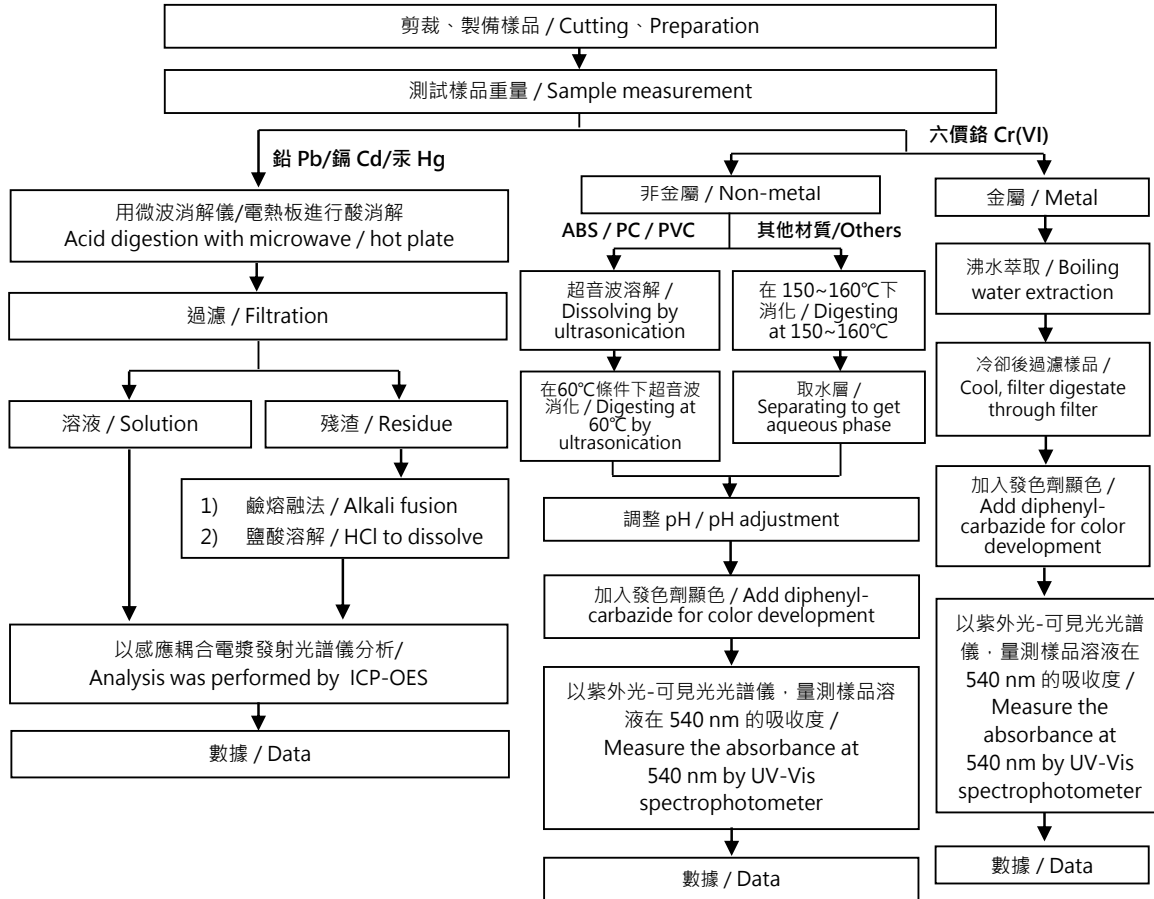 剪裁、製備樣品 / Cutting、Preparation
測試樣品重量 / Sample measurement
鉛 Pb/鎘 Cd/汞 Hg
六價鉻 Cr(VI)
用微波消解儀/電熱板進行酸消解
Acid digestion with microwave / hot plate
過濾 / Filtration
溶液 / Solution
殘渣 / Residue
1) 鹼熔融法 / Alkali fusion
2) 鹽酸溶解 / HCl to dissolve
以感應耦合電漿發射光譜儀分析/
Analysis was performed by ICP-OES
數據 / Data
非金屬 / Non-metal
ABS / PC / PVC
其他材質/Others
超音波溶解 /
Dissolving by
ultrasonication
在60℃條件下超音波
消化 / Digesting at
60℃ by
ultrasonication
在 150~160℃下
消化 / Digesting
at 150~160℃
取水層 /
Separating to get
aqueous phase
調整 pH / pH adjustment
加入發色劑顯色 / Add diphenyl-
carbazide for color development
以紫外光-可見光光譜儀，量測樣品溶
液在 540 nm 的吸收度 /
Measure the absorbance at
540 nm by UV-Vis
spectrophotometer
數據 / Data
金屬 / Metal
沸水萃取 / Boiling
water extraction
冷卻後過濾樣品 /
Cool, filter digestate
through filter
加入發色劑顯色 /
Add diphenyl-
carbazide for color
development
以紫外光-可見光光譜
儀，量測樣品溶液在
540 nm 的吸收度 /
Measure the
absorbance at
540 nm by UV-Vis
spectrophotometer
數據 / Data